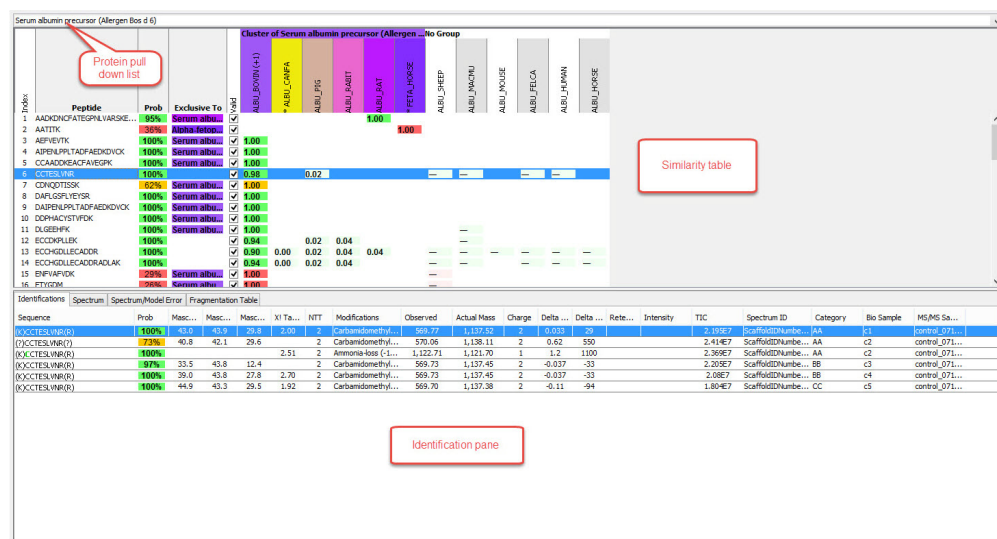 Serum albumin precursor (Allergen Bos d 6)
Protein pull
down list
Cluster of Serum albumin precursor (Allergen ... No Group
Index Peptide Prob Exclusive To Valid ALBU_BOVIN (+1) * ALBU_CANFA ALBU_PIG ALBU_RABIT ALBU_RAT * FETA_HORSE ALBU_SHEEP ALBU_MACMU ALBU_MOUSE ALBU_FELCA ALBU_HUMAN ALBU_HORSE
1 AADKDNCFATEGPNLVARSKE... 95% Serum albu... 1.00
2 AATITK 36% Alpha-fetop... 1.00
3 AEFVEVTK 100% Serum albu... 1.00
4 AIPENLPPLTADFAEDKDVCK 100% Serum albu... 1.00
5 CCAADDKEACFAVEGPK 100% Serum albu... 1.00
6 CCTESLVNR 100% 0.98 0.02 — — — —
7 CDNQDTISSK 62% Serum albu... 1.00
8 DAFLGSFLYEYSR 100% Serum albu... 1.00
9 DAIPENLPPLTADFAEDKDVCK 100% Serum albu... 1.00
10 DDPHACYSTVFDK 100% Serum albu... 1.00
11 DLGEEHFK 100% Serum albu... 1.00 —
12 ECCDKPLLEK 100% 0.94 0.02 0.04 — —
13 ECCHGDLLECADDR 100% 0.90 0.00 0.02 0.04 0.04 — — — — — —
14 ECCHGDLLECADDRADLAK 100% 0.94 0.00 0.02 0.04 — — — — —
15 ENFVAFVDK 29% Serum albu... 1.00 —
16 ETYGDM 26% Serum albu... 1.00
Similarity table
Identifications Spectrum Spectrum/Model Error Fragmentation Table
Sequence Prob Masc... Masc... Masc... X! Ta... NTT Modifications Observed Actual Mass Charge Delta ... Delta ... Rete... Intensity TIC Spectrum ID Category Bio Sample MS/MS Sa...
(K)CCTESLVNR(R) 100% 43.0 43.9 29.8 2.00 2 Carbamidomethyl... 569.77 1,137.52 2 0.033 29 2.195E7 ScaffoldIDNumbe... AA c1 control_071...
(?)CCTESLVNR(?) 73% 40.8 42.1 29.6 2 Carbamidomethyl... 570.06 1,138.11 2 0.62 550 2.414E7 ScaffoldIDNumbe... AA c2 control_071...
(K)CCTESLVNR(R) 100% 2.51 2 Ammonia-loss (-1... 1,122.71 1,121.70 1 1.2 1100 2.369E7 ScaffoldIDNumbe... AA c2 control_071...
(K)CCTESLVNR(R) 97% 33.5 43.8 12.4 2 Carbamidomethyl... 569.73 1,137.45 2 -0.037 -33 2.205E7 ScaffoldIDNumbe... BB c3 control_071...
(K)CCTESLVNR(R) 100% 39.0 43.8 27.8 2.70 2 Carbamidomethyl... 569.73 1,137.45 2 -0.037 -33 2.08E7 ScaffoldIDNumbe... BB c4 control_071...
(K)CCTESLVNR(R) 100% 44.9 43.3 29.5 1.92 2 Carbamidomethyl... 569.70 1,137.38 2 -0.11 -94 1.804E7 ScaffoldIDNumbe... CC c5 control_071...
Identification pane